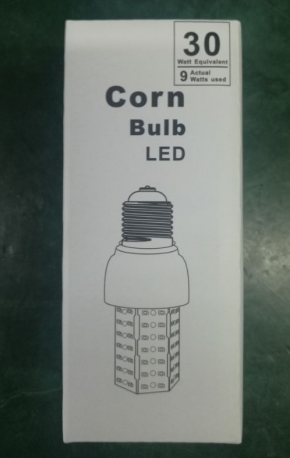 30
Watt Equivalent
9 Actual
Watts used
Corn
Bulb
LED